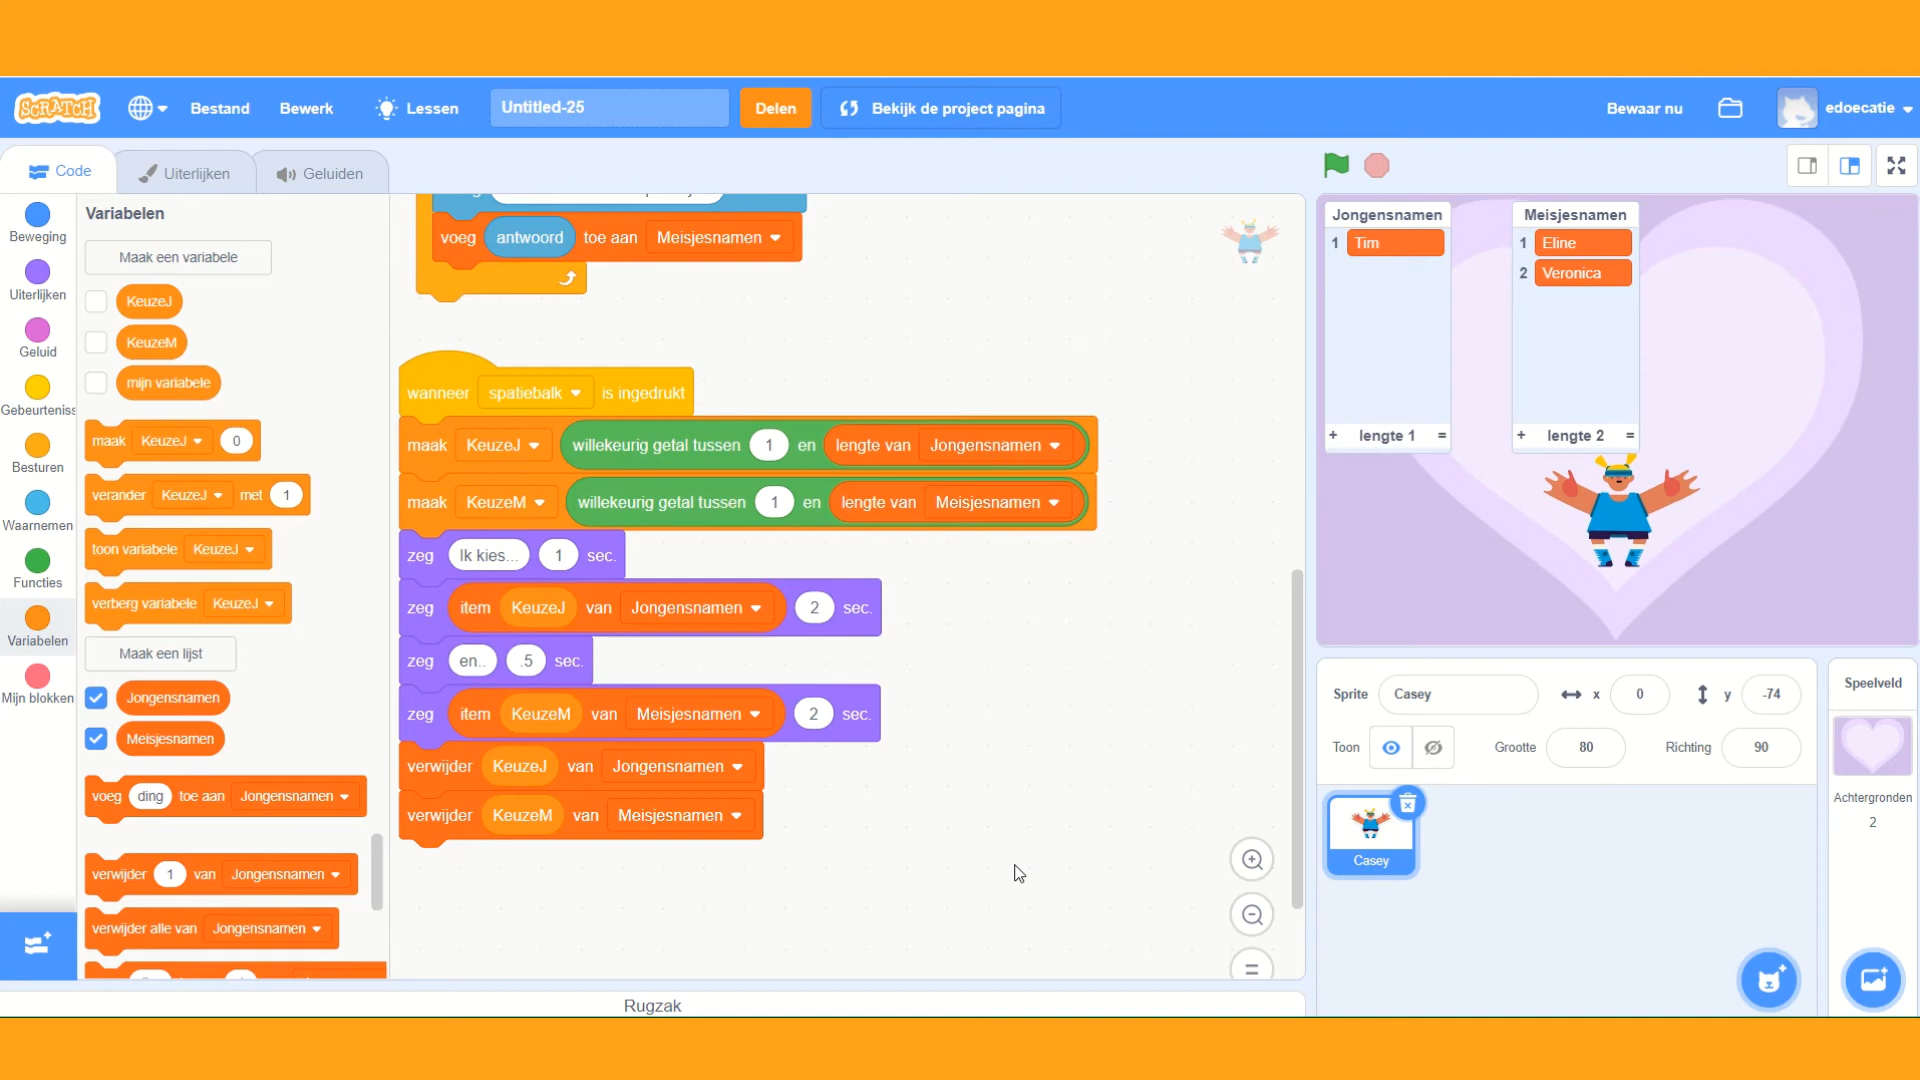 SCRATCH
Bestand
Bewerk
Lessen
Untitled-25
Delen
Bekijk de project pagina
Bewaar nu
edoecatie
Code
Uiterlijken
Geluiden
Beweging
Uiterlijken
Geluid
Gebeurteniss
Besturen
Waarnemen
Functies
Variabelen
Mijn blokken
Variabelen
Maak een variabele
KeuzeJ
KeuzeM
mijn variabele
maak KeuzeJ 0
verander KeuzeJ met 1
toon variabele KeuzeJ
verberg variabele KeuzeJ
Maak een lijst
Jongensnamen
Meisjesnamen
voeg ding toe aan Jongensnamen
verwijder 1 van Jongensnamen
verwijder alle van Jongensnamen
voeg antwoord toe aan Meisjesnamen
wanneer spatiebalk is ingedrukt
maak KeuzeJ willekeurig getal tussen 1 en lengte van Jongensnamen
maak KeuzeM willekeurig getal tussen 1 en lengte van Meisjesnamen
zeg Ik kies... 1 sec.
zeg item KeuzeJ van Jongensnamen 2 sec.
zeg en.. .5 sec.
zeg item KeuzeM van Meisjesnamen 2 sec.
verwijder KeuzeJ van Jongensnamen
verwijder KeuzeM van Meisjesnamen
Rugzak
Jongensnamen
1 Tim
+ lengte 1 =
Meisjesnamen
1 Eline
2 Veronica
+ lengte 2 =
Sprite Casey x 0 y -74
Toon Grootte 80 Richting 90
Casey
Speelveld
Achtergronden
2